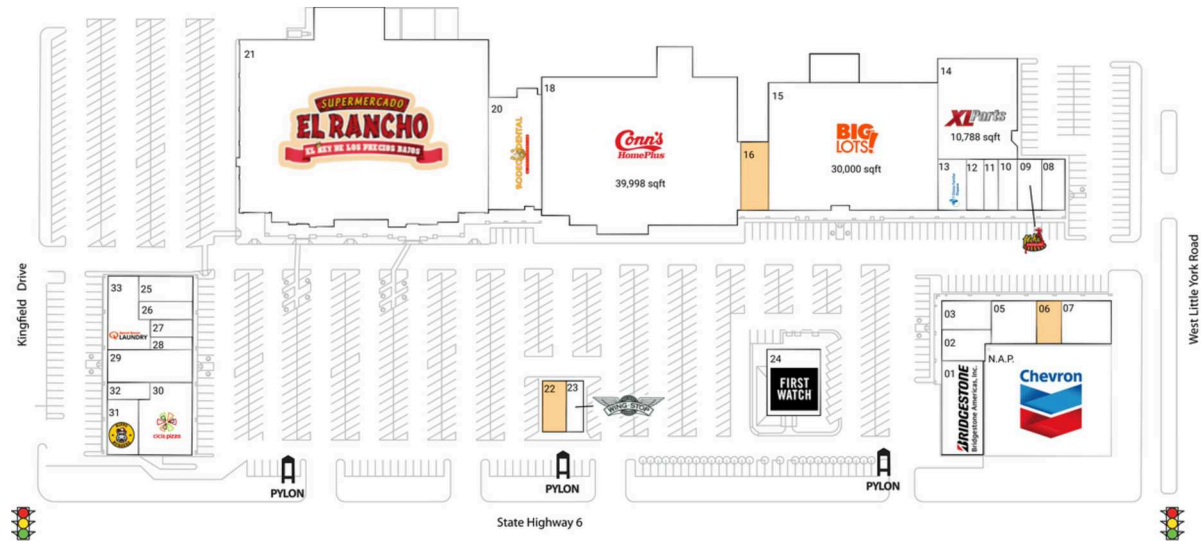 21
SUPERMERCADO
EL RANCHO
EL REY DE LOS PRECIOS BAJOS
20
18
Conn's
HomePlus
39,998 sqft
16
15
BIG
LOTS!
30,000 sqft
14
XL Parts
10,788 sqft
13
12
11
10
09
08
Kingfield Drive
West Little York Road
33
25
26
LAUNDRY
27
28
29
32
30
31
cicis pizza
22
23
WING STOP
24
FIRST
WATCH
03
05
06
07
02
N.A.P.
01
BRIDGESTONE
Bridgestone Americas, Inc.
Chevron
PYLON
PYLON
PYLON
State Highway 6